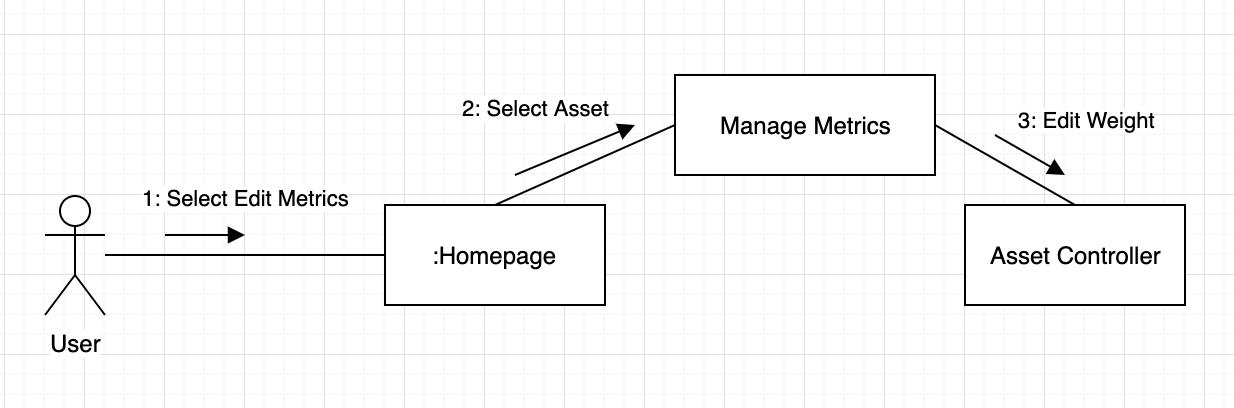 2: Select Asset
Manage Metrics
3: Edit Weight
1: Select Edit Metrics
:Homepage
Asset Controller
User